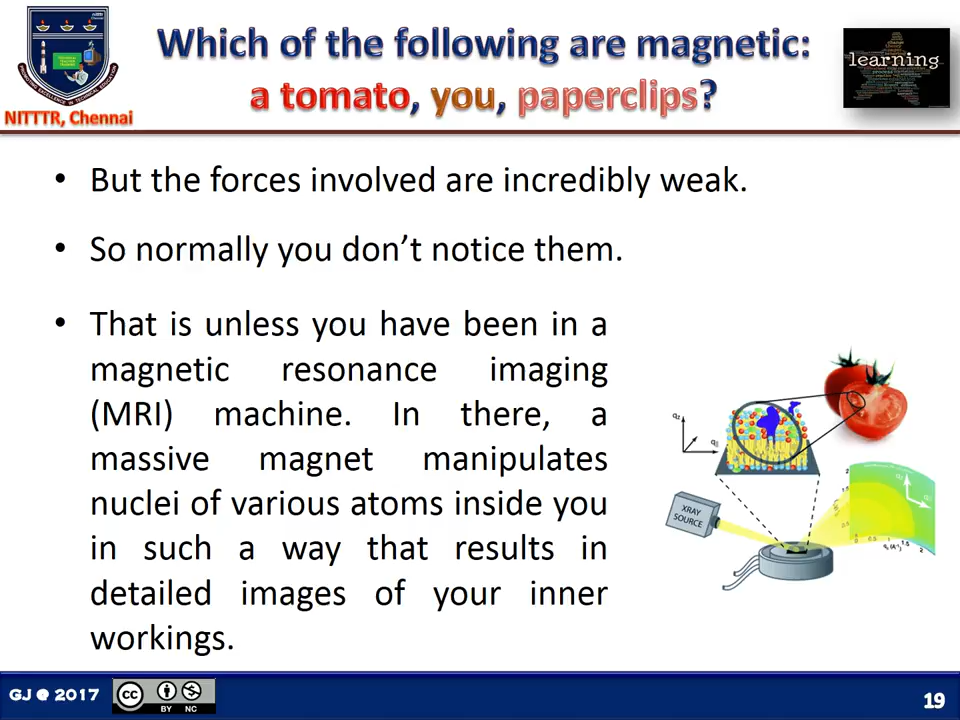 Which of the following are magnetic:
a tomato, you, paperclips?
learning
NITTTR, Chennai
• But the forces involved are incredibly weak.
• So normally you don’t notice them.
• That is unless you have been in a
magnetic resonance imaging
(MRI) machine. In there, a
massive magnet manipulates
nuclei of various atoms inside you
in such a way that results in
detailed images of your inner
workings.
XRAY
SOURCE
GJ @ 2017
cc
BY NC
19